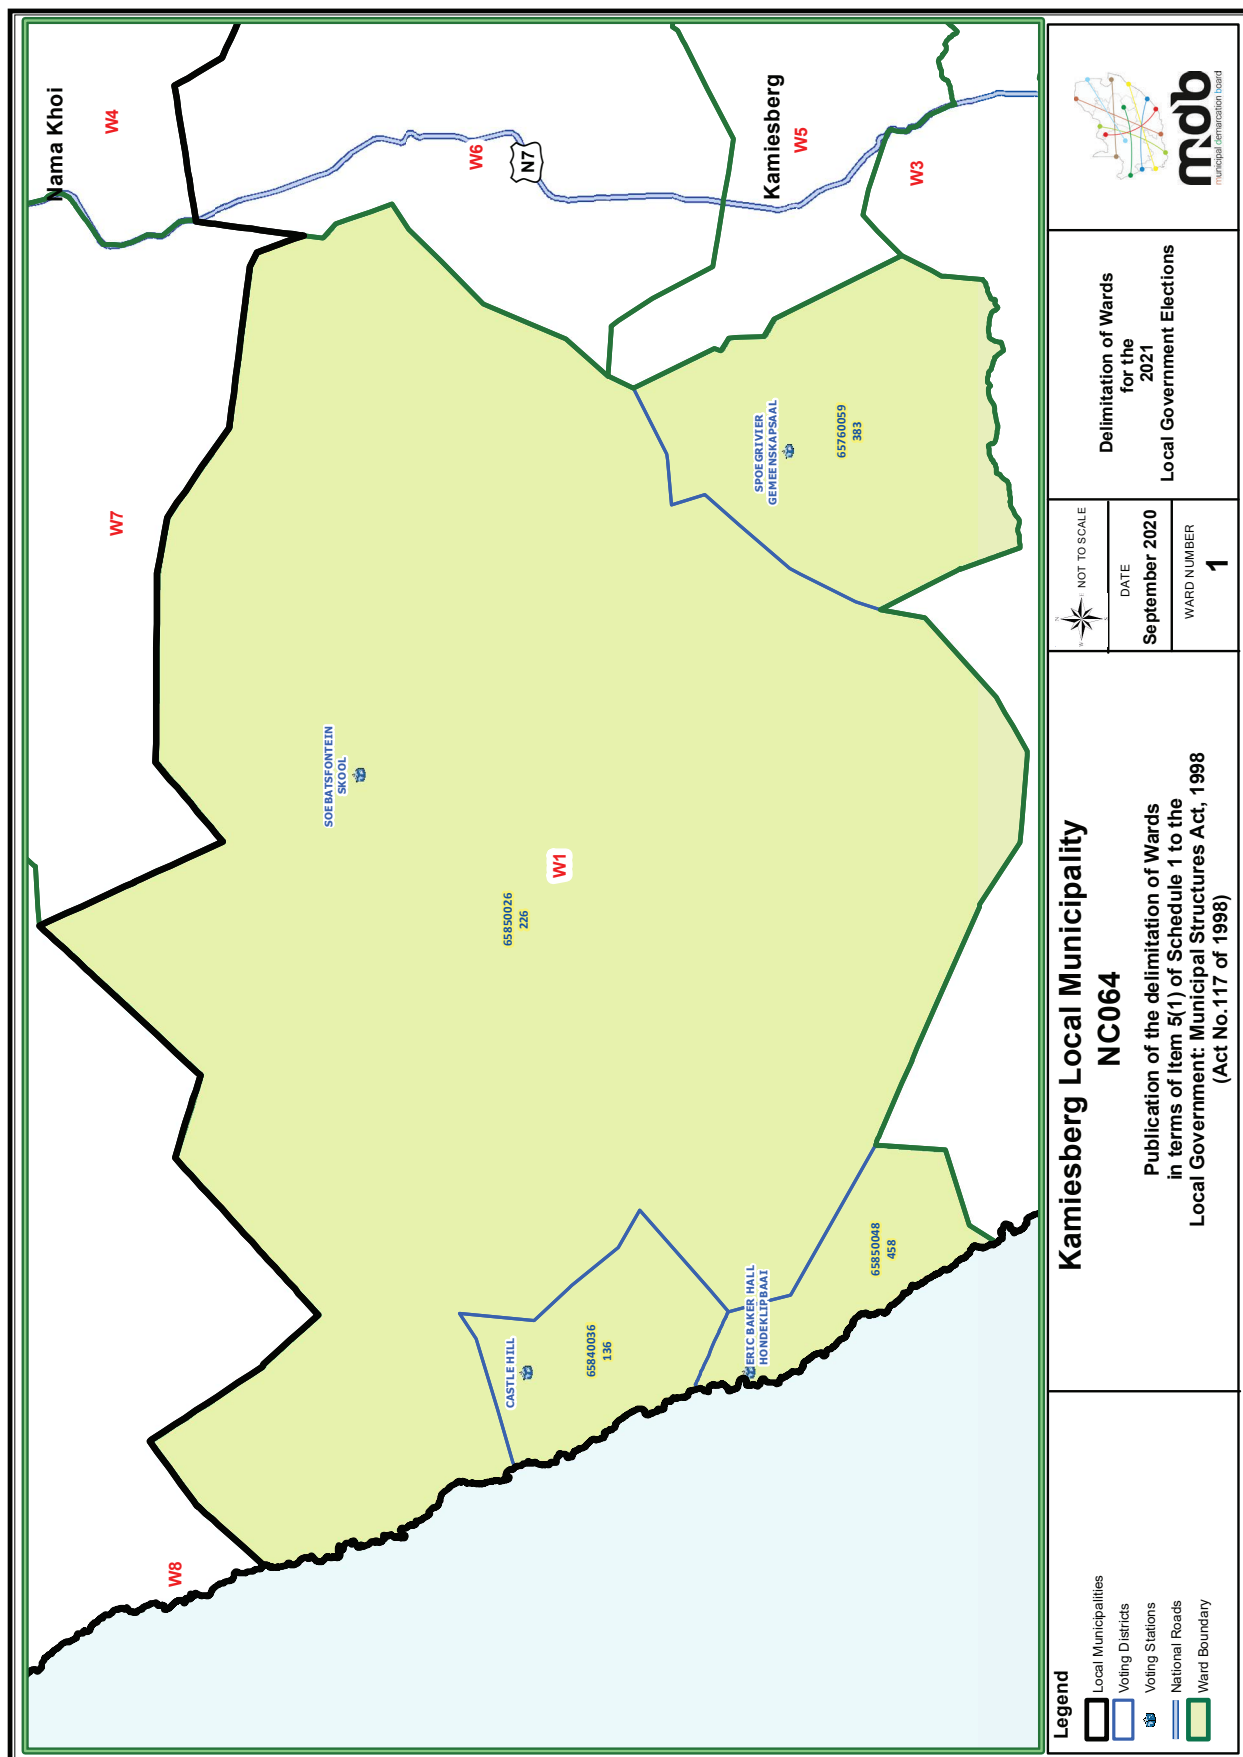 Nama Khoi
W4
W7
W8
W6
N7
Kamiesberg
W5
W3
SOEBATSFONTEIN
SKOOL
65850026
226
W1
SPOEGRIVIER
GEMEENSKAPSAAL
65760059
383
CASTLE HILL
65840036
136
ERIC BAKER HALL
HONDEKLIPBAAI
65850048
458
Legend
Local Municipalities
Voting Districts
Voting Stations
National Roads
Ward Boundary
Kamiesberg Local Municipality
NC064
Publication of the delimitation of Wards
in terms of Item 5(1) of Schedule 1 to the
Local Government: Municipal Structures Act, 1998
(Act No.117 of 1998)
N
W
E
S
NOT TO SCALE
DATE
September 2020
WARD NUMBER
1
Delimitation of Wards
for the
2021
Local Government Elections
mdb
municipal demarcation board